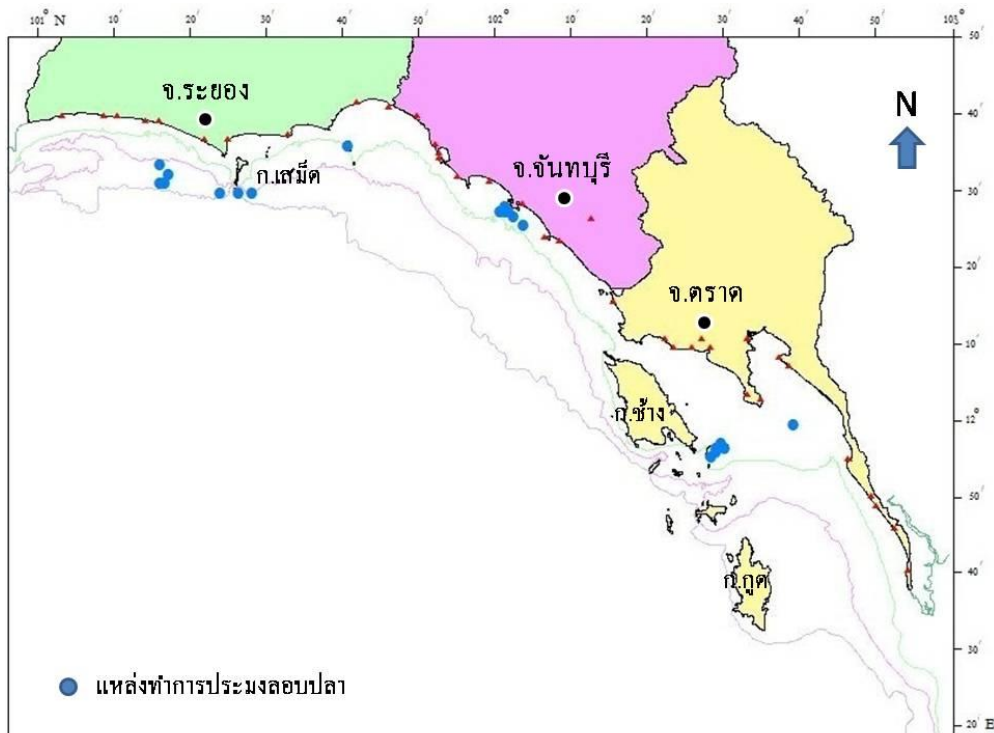 101° N 10′ 20′ 30′ 40′ 50′ 102° 10′ 20′ 30′ 40′ 50′ 103°
50′
40′
30′
20′
10′
12°
50′
40′
30′
20′ E
N
จ.ระยอง
ก.เสม็ด
จ.จันทบุรี
จ.ตราด
ก.ช้าง
ก.กูด
แหล่งทำการประมงลอบปลา